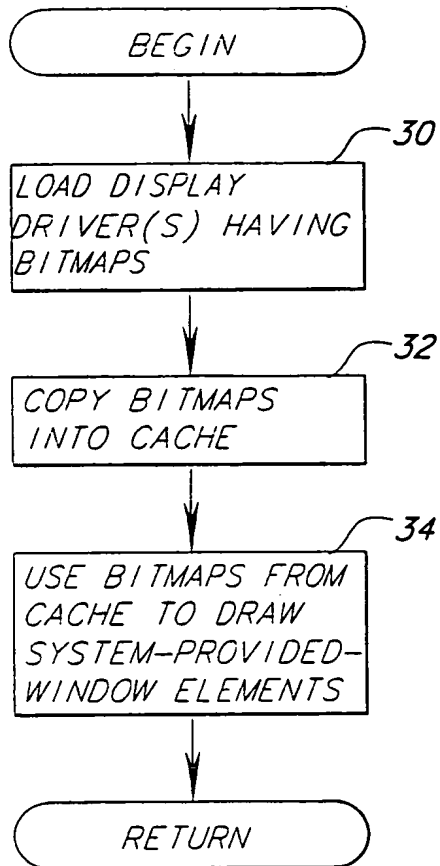 BEGIN
30
LOAD DISPLAY
DRIVER(S) HAVING
BITMAPS
32
COPY BITMAPS
INTO CACHE
34
USE BITMAPS FROM
CACHE TO DRAW
SYSTEM-PROVIDED-
WINDOW ELEMENTS
RETURN